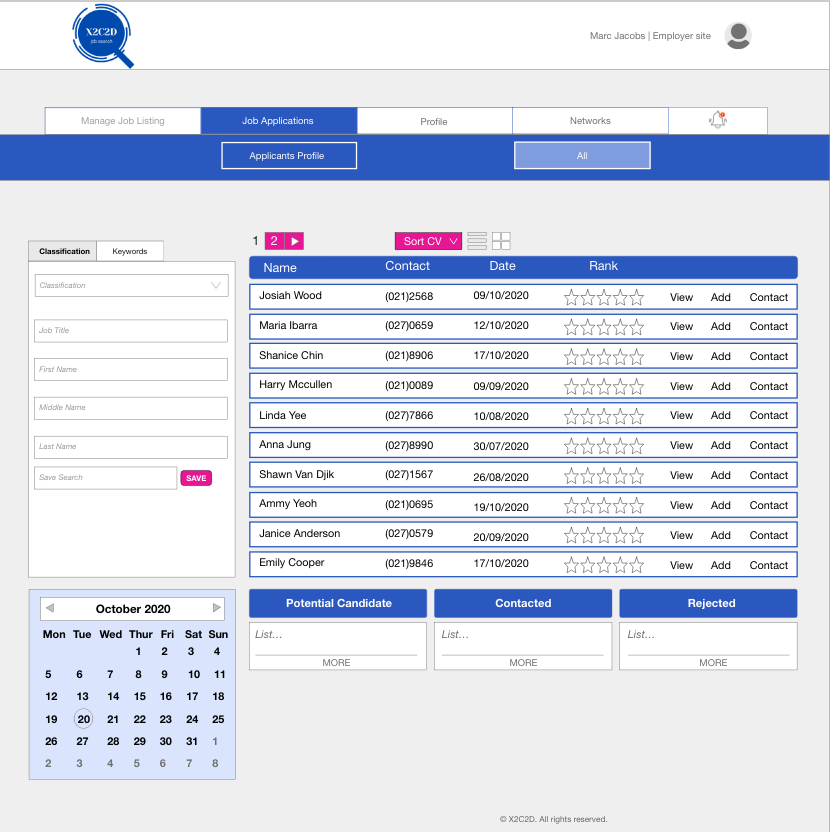 X2C2D
job search
Marc Jacobs | Employer site
Manage Job Listing Job Applications Profile Networks
Applicants Profile All
Classification Keywords
Classification
Job Title
First Name
Middle Name
Last Name
Save Search SAVE
1 2 Sort CV
Name Contact Date Rank
Josiah Wood (021)2568 09/10/2020 View Add Contact
Maria Ibarra (027)0659 12/10/2020 View Add Contact
Shanice Chin (021)8906 17/10/2020 View Add Contact
Harry Mccullen (021)0089 09/09/2020 View Add Contact
Linda Yee (027)7866 10/08/2020 View Add Contact
Anna Jung (027)8990 30/07/2020 View Add Contact
Shawn Van Djik (027)1567 26/08/2020 View Add Contact
Ammy Yeoh (021)0695 19/10/2020 View Add Contact
Janice Anderson (027)0579 20/09/2020 View Add Contact
Emily Cooper (021)9846 17/10/2020 View Add Contact
October 2020
Mon Tue Wed Thur Fri Sat Sun
1 2 3 4
5 6 7 8 9 10 11
12 13 14 15 16 17 18
19 20 21 22 23 24 25
26 27 28 29 30 31 1
2 3 4 5 6 7 8
Potential Candidate Contacted Rejected
List... List... List...
MORE MORE MORE
© X2C2D. All rights reserved.